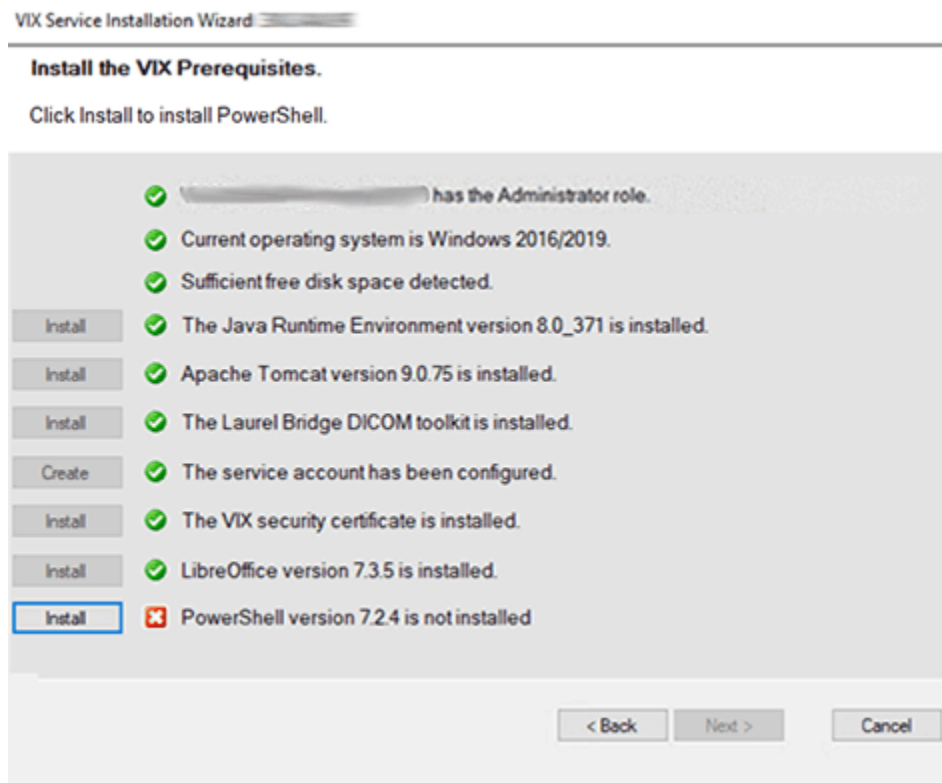 VIX Service Installation Wizard
Install the VIX Prerequisites.
Click Install to install PowerShell.
has the Administrator role.
Current operating system is Windows 2016/2019.
Sufficient free disk space detected.
Install The Java Runtime Environment version 8.0_371 is installed.
Install Apache Tomcat version 9.0.75 is installed.
Install The Laurel Bridge DICOM toolkit is installed.
Create The service account has been configured.
Install The VIX security certificate is installed.
Install LibreOffice version 7.3.5 is installed.
Install PowerShell version 7.2.4 is not installed
< Back Next > Cancel